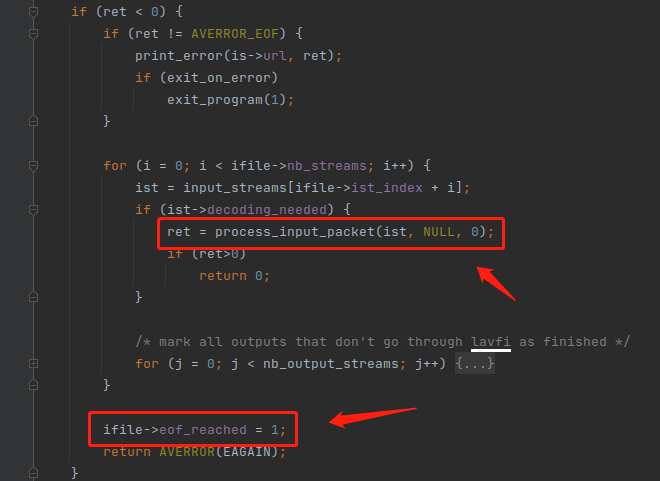 if (ret < 0) {
if (ret != AVERROR_EOF) {
print_error(is->url, ret);
if (exit_on_error)
exit_program(1);
}
for (i = 0; i < ifile->nb_streams; i++) {
ist = input_streams[ifile->ist_index + i];
if (ist->decoding_needed) {
ret = process_input_packet(ist, NULL, 0);
if (ret>0)
return 0;
}
/* mark all outputs that don't go through lavfi as finished */
for (j = 0; j < nb_output_streams; j++) {...}
}
ifile->eof_reached = 1;
return AVERROR(EAGAIN);
}